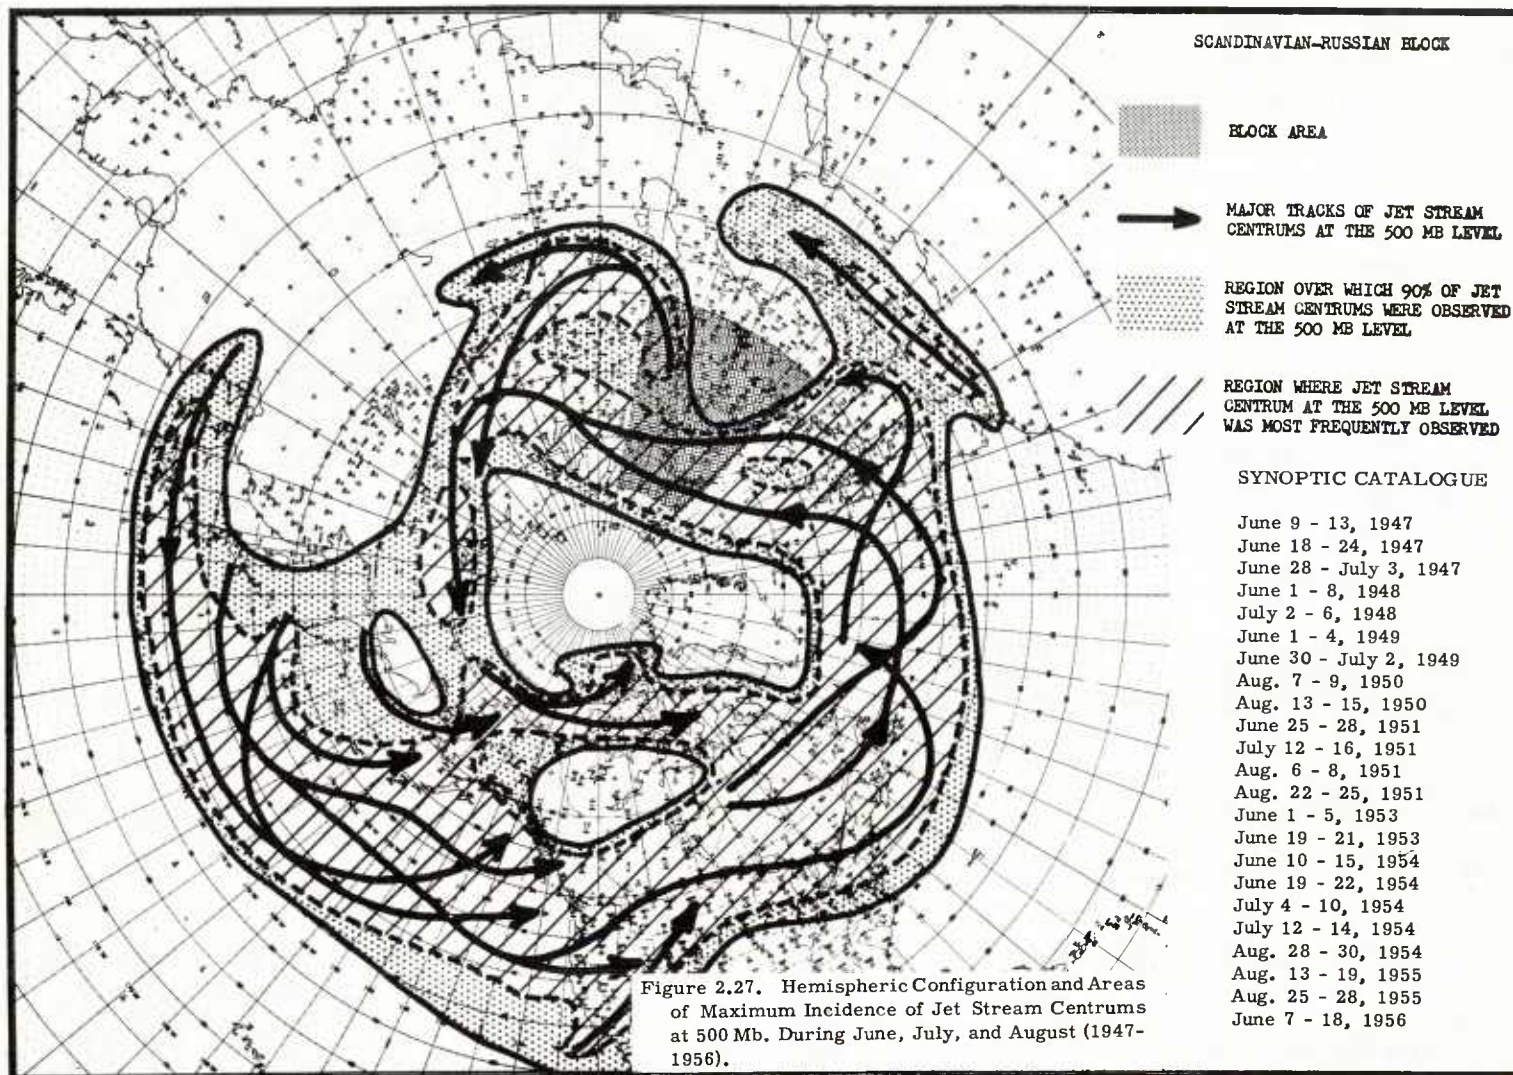 SCANDINAVIAN-RUSSIAN BLOCK
BLOCK AREA
MAJOR TRACKS OF JET STREAM
CENTRUMS AT THE 500 MB LEVEL
REGION OVER WHICH 90% OF JET
STREAM CENTRUMS WERE OBSERVED
AT THE 500 MB LEVEL
REGION WHERE JET STREAM
CENTRUM AT THE 500 MB LEVEL
WAS MOST FREQUENTLY OBSERVED
SYNOPTIC CATALOGUE
June 9 - 13, 1947
June 18 - 24, 1947
June 28 - July 3, 1947
June 1 - 8, 1948
July 2 - 6, 1948
June 1 - 4, 1949
June 30 - July 2, 1949
Aug. 7 - 9, 1950
Aug. 13 - 15, 1950
June 25 - 28, 1951
July 12 - 16, 1951
Aug. 6 - 8, 1951
Aug. 22 - 25, 1951
June 1 - 5, 1953
June 19 - 21, 1953
June 10 - 15, 1954
June 19 - 22, 1954
July 4 - 10, 1954
July 12 - 14, 1954
Aug. 28 - 30, 1954
Aug. 13 - 19, 1955
Aug. 25 - 28, 1955
June 7 - 18, 1956
Figure 2.27. Hemispheric Configuration and Areas
of Maximum Incidence of Jet Stream Centrums
at 500 Mb. During June, July, and August (1947-
1956).